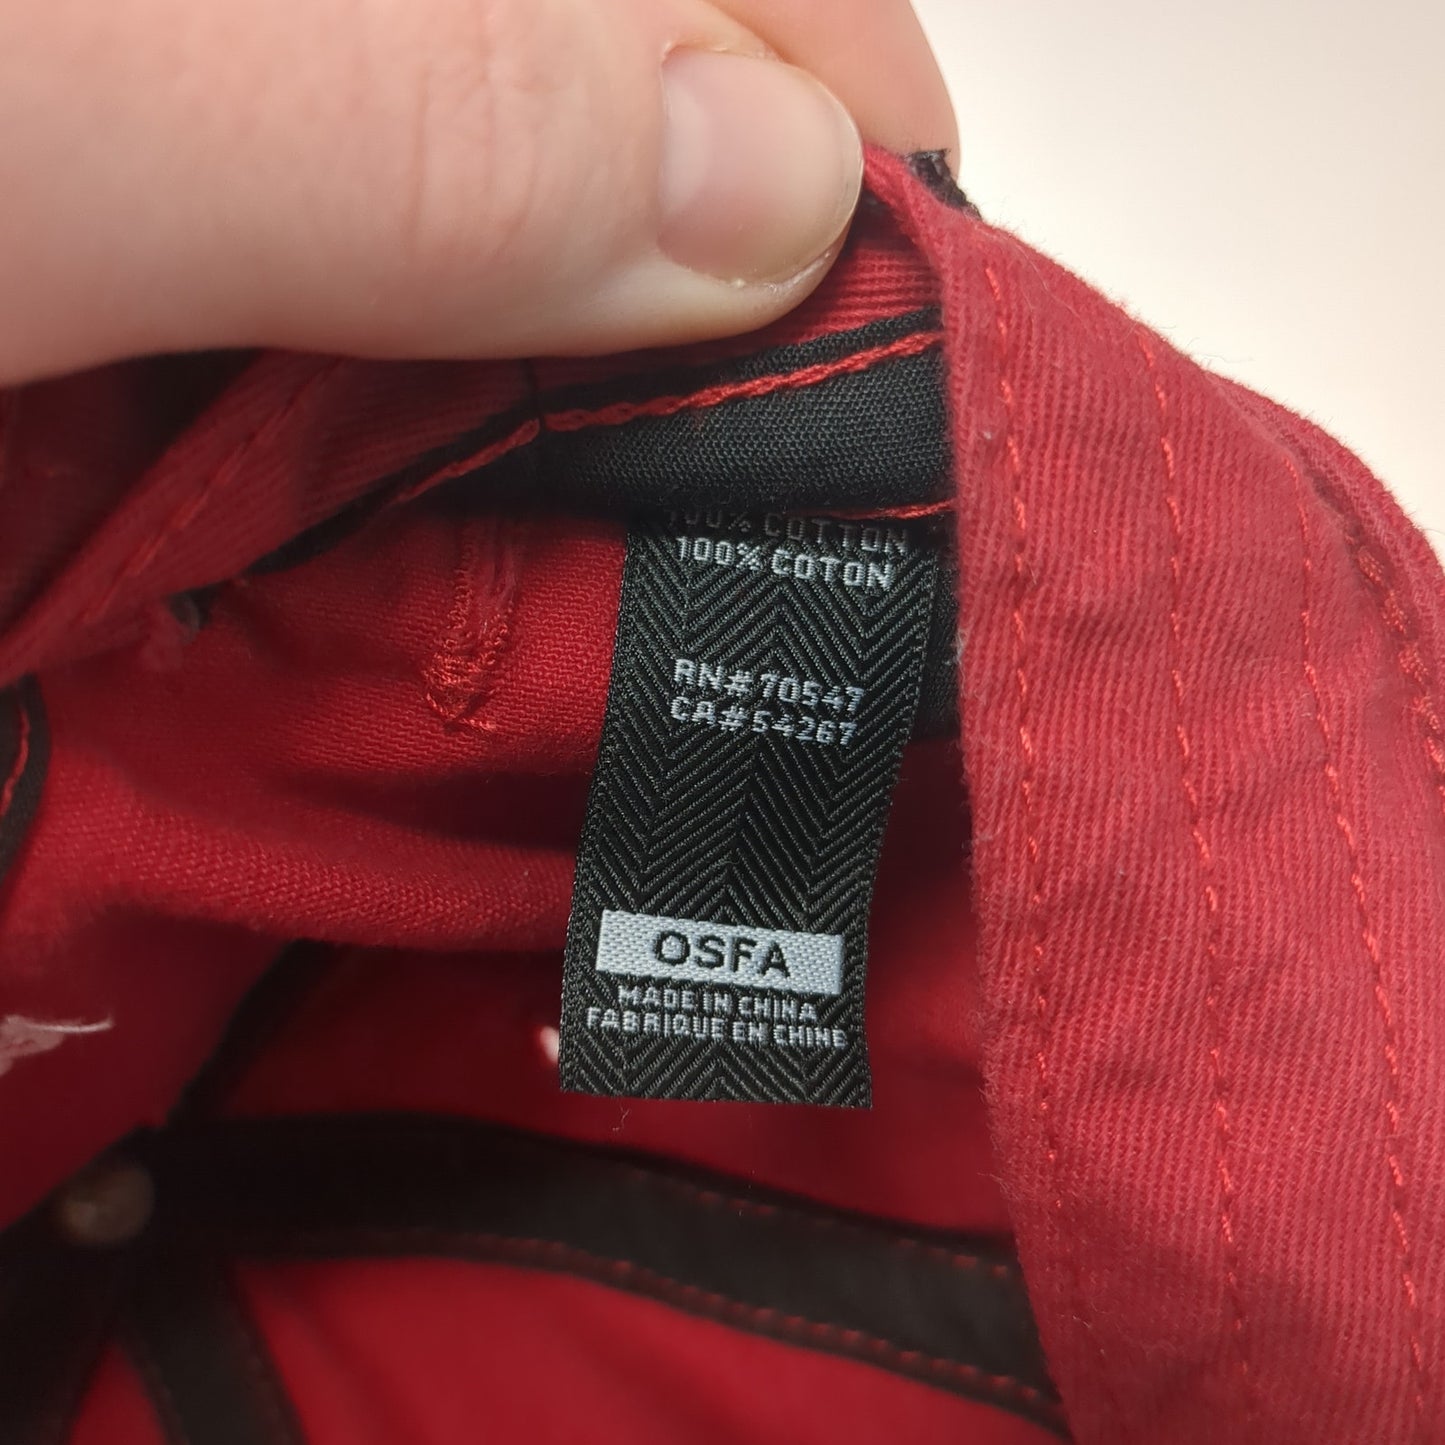 100% COTTON
100% COTON
RN# 70547
CA# 54267
OSFA
MADE IN CHINA
FABRIQUE EN CHINE